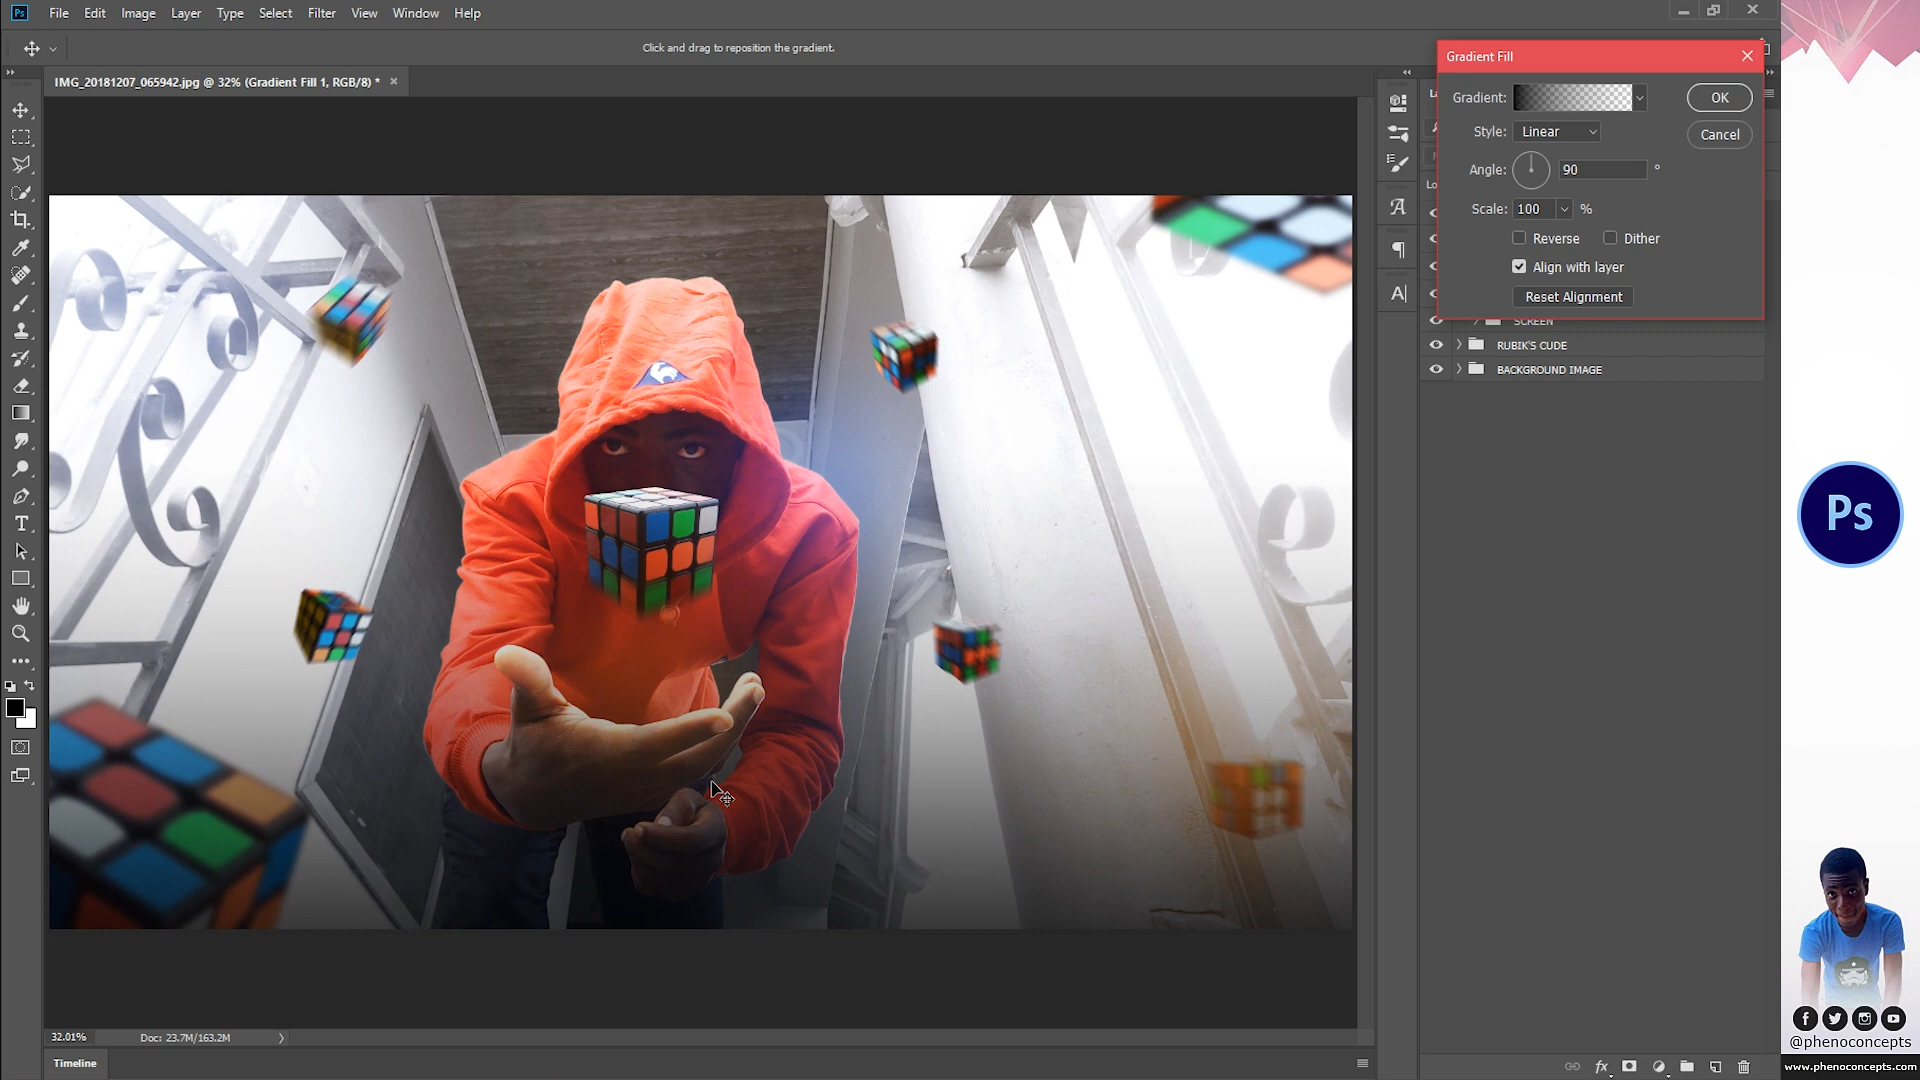 Ps File Edit Image Layer Type Select Filter View Window Help
Click and drag to reposition the gradient.
IMG_20181207_065942.jpg @ 32% (Gradient Fill 1, RGB/8) *
Gradient Fill
Gradient:
OK
Style: Linear
Cancel
Angle: 90 °
Scale: 100 %
Reverse Dither
Align with layer
Reset Alignment
SCREEN
RUBIK'S CUDE
BACKGROUND IMAGE
Ps
32.01% Doc: 23.7M/163.2M
Timeline
fx
@phenoconcepts
www.phenoconcepts.com